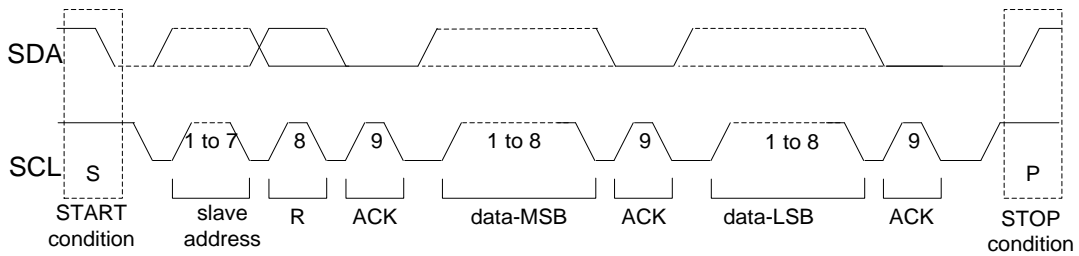 SDA
1 to 7 8 9 1 to 8 9 1 to 8 9
SCL S P
START condition
slave address
R
ACK
data-MSB
ACK
data-LSB
ACK
STOP condition